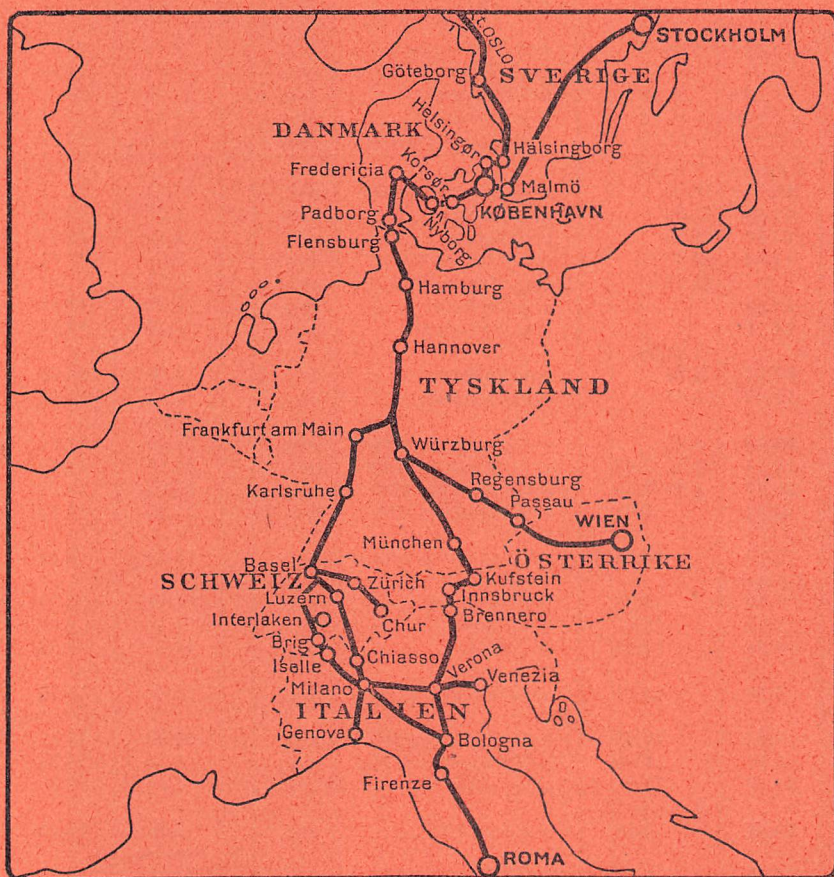 t. OSLO
STOCKHOLM
Göteborg
SVERIGE
DANMARK
Helsingør
Hälsingborg
Fredericia
Korsør
Malmö
Padborg
KØBENHAVN
Nyborg
Flensburg
Hamburg
Hannover
TYSKLAND
Frankfurt am Main
Würzburg
Karlsruhe
Regensburg
Passau
WIEN
München
ÖSTERRIKE
Basel
SCHWEIZ
Zürich
Kufstein
Luzern
Innsbruck
Interlaken
Chur
Brennero
Brig
Iselle
Chiasso
Verona
Milano
Venezia
ITALIEN
Genova
Bologna
Firenze
ROMA